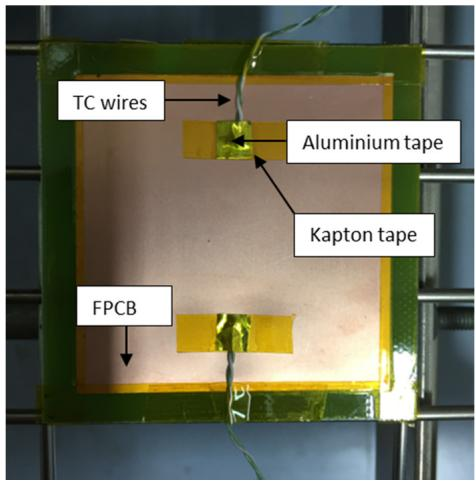 TC wires
Aluminium tape
Kapton tape
FPCB